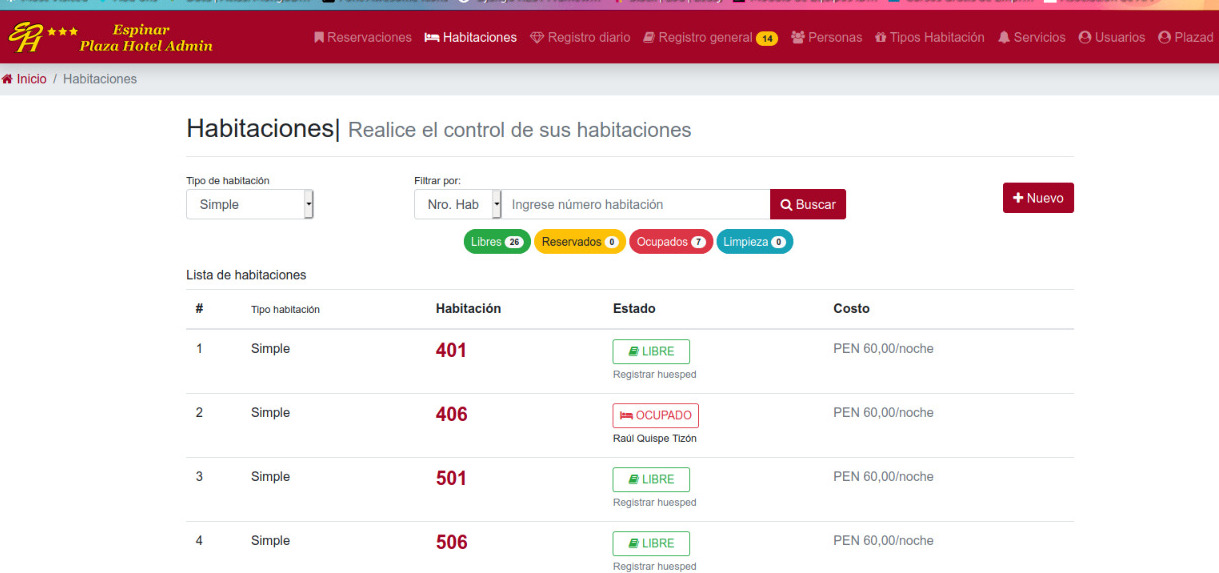 Espinar
Plaza Hotel Admin
Reservaciones Habitaciones Registro diario Registro general 14 Personas Tipos Habitación Servicios Usuarios Plazad
Inicio / Habitaciones
Habitaciones| Realice el control de sus habitaciones
Tipo de habitación Filtrar por:
Simple Nro. Hab Ingrese número habitación Buscar + Nuevo
Libres 26 Reservados 0 Ocupados 7 Limpieza 0
Lista de habitaciones
# Tipo habitación Habitación Estado Costo
1 Simple 401 LIBRE PEN 60,00/noche
Registrar huesped
2 Simple 406 OCUPADO PEN 60,00/noche
Raúl Quispe Tizón
3 Simple 501 LIBRE PEN 60,00/noche
Registrar huesped
4 Simple 506 LIBRE PEN 60,00/noche
Registrar huesped